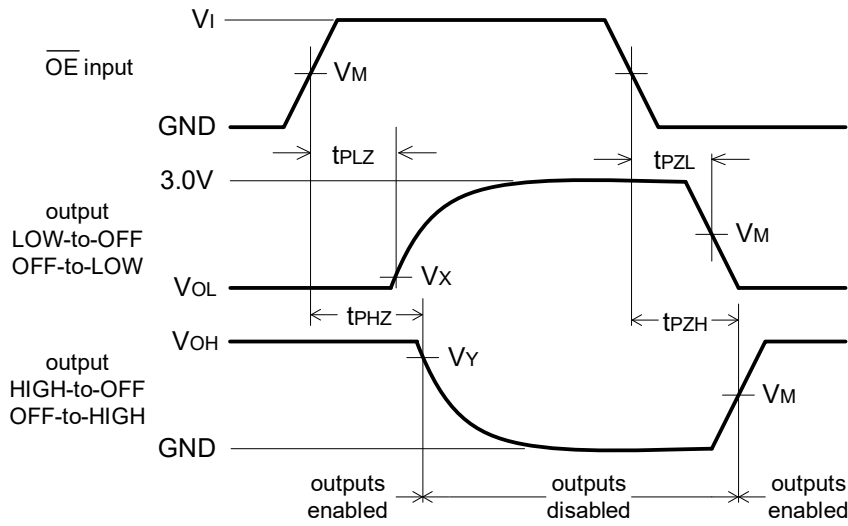 VI
OE input
VM
GND
tPLZ
tPZL
3.0V
output
LOW-to-OFF
OFF-to-LOW
VM
VX
VOL
tPHZ
tPZH
VOH
VY
output
HIGH-to-OFF
OFF-to-HIGH
VM
GND
outputs
enabled
outputs
disabled
outputs
enabled